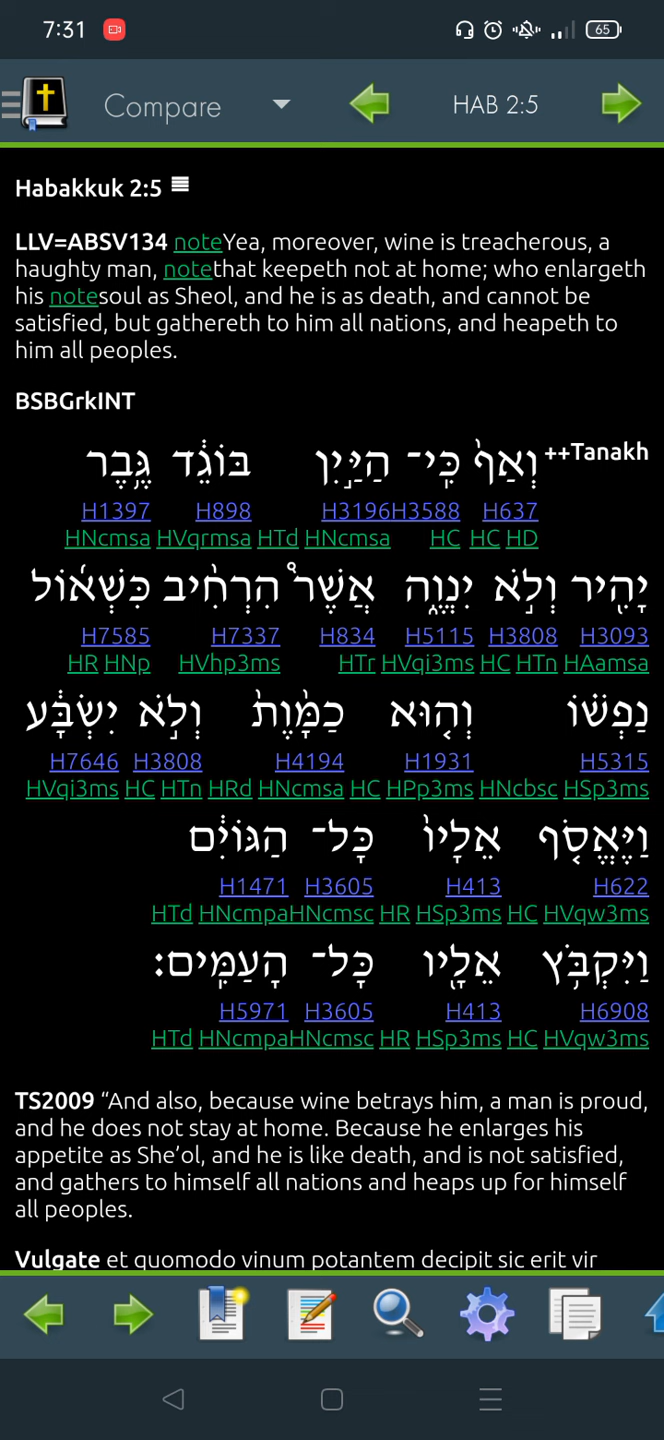 7:31 65
Compare HAB 2:5
Habakkuk 2:5
LLV=ABSV134 noteYea, moreover, wine is treacherous, a
haughty man, notethat keepeth not at home; who enlargeth
his notesoul as Sheol, and he is as death, and cannot be
satisfied, but gathereth to him all nations, and heapeth to
him all peoples.
BSBGrkINT
++Tanakh וְאַף֙ כִּֽי־ הַיַּ֣יִן בּוֹגֵ֔ד גֶּ֥בֶר
H1397 H898 H3196H3588 H637
HNcmsa HVqrmsa HTd HNcmsa HC HC HD
יָהִ֖יר וְלֹ֣א יִנְוֶ֑ה אֲשֶׁר֩ הִרְחִ֨יב כִּשְׁא֜וֹל
H7585 H7337 H834 H5115 H3808 H3093
HR HNp HVhp3ms HTr HVqi3ms HC HTn HAamsa
נַפְשׁ֗וֹ וְה֤וּא כַמָּ֙וֶת֙ וְלֹ֣א יִשְׂבָּ֔ע
H7646 H3808 H4194 H1931 H5315
HVqi3ms HC HTn HRd HNcmsa HC HPp3ms HNcbsc HSp3ms
וַיֶּאֱסֹ֤ף אֵלָיו֙ כָּל־ הַגּוֹיִ֔ם
H1471 H3605 H413 H622
HTd HNcmpaHNcmsc HR HSp3ms HC HVqw3ms
וַיִּקְבֹּ֥ץ אֵלָ֖יו כָּל־ הָעַמִּֽים׃
H5971 H3605 H413 H6908
HTd HNcmpaHNcmsc HR HSp3ms HC HVqw3ms
TS2009 “And also, because wine betrays him, a man is proud,
and he does not stay at home. Because he enlarges his
appetite as She’ol, and he is like death, and is not satisfied,
and gathers to himself all nations and heaps up for himself
all peoples.
Vulgate et quomodo vinum potantem decipit sic erit vir